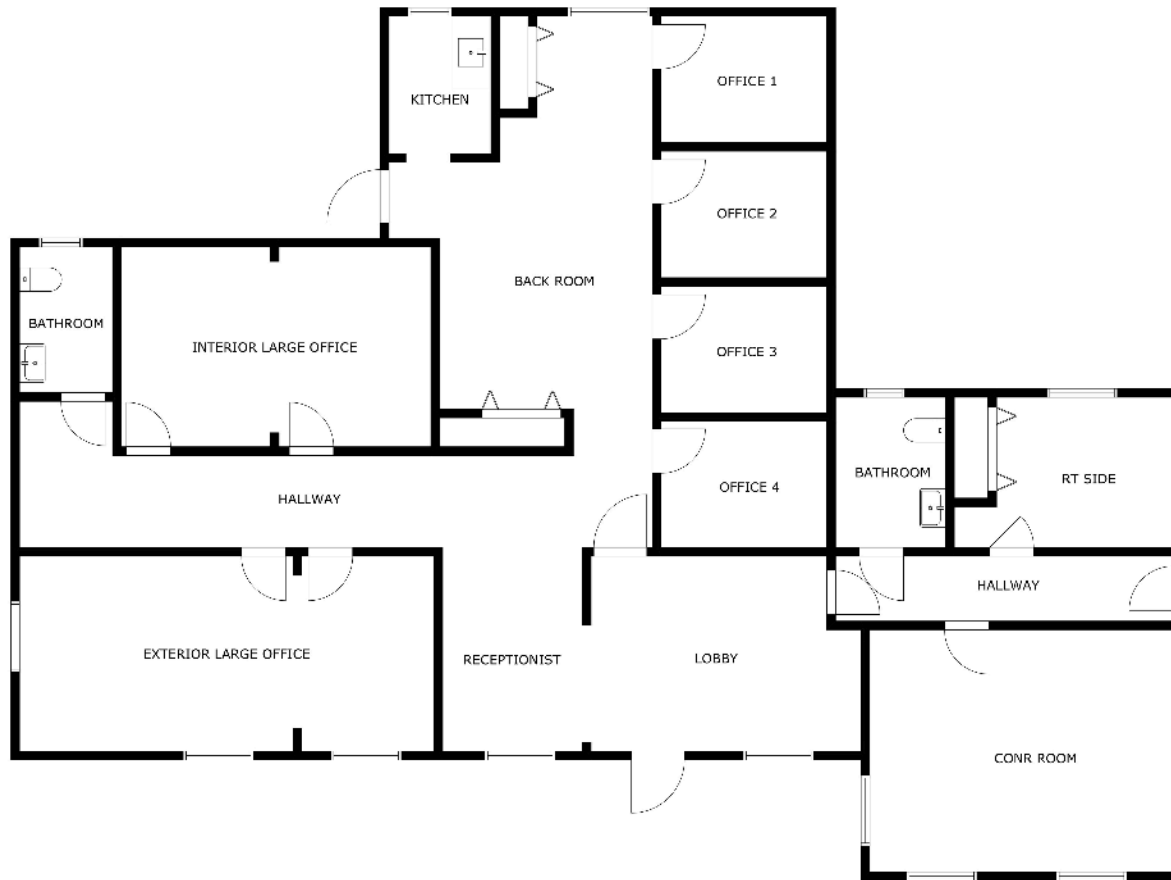 OFFICE 1
KITCHEN
OFFICE 2
BACK ROOM
BATHROOM
INTERIOR LARGE OFFICE
OFFICE 3
BATHROOM
RT SIDE
OFFICE 4
HALLWAY
HALLWAY
EXTERIOR LARGE OFFICE
RECEPTIONIST
LOBBY
CONR ROOM